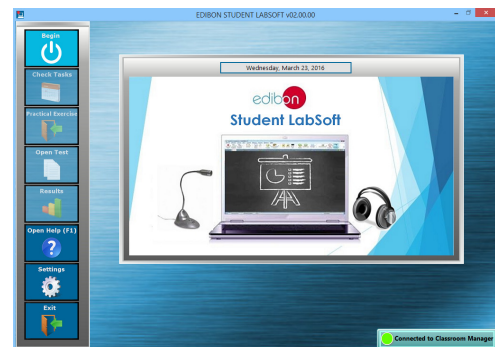 EDIBON STUDENT LABSOFT v02.00.00
Begin
Check Tasks
Practical Exercise
Open Test
Results
Open Help (F1)
Settings
Exit
Wednesday, March 23, 2016
edibon
Student LabSoft
Connected to Classroom Manager